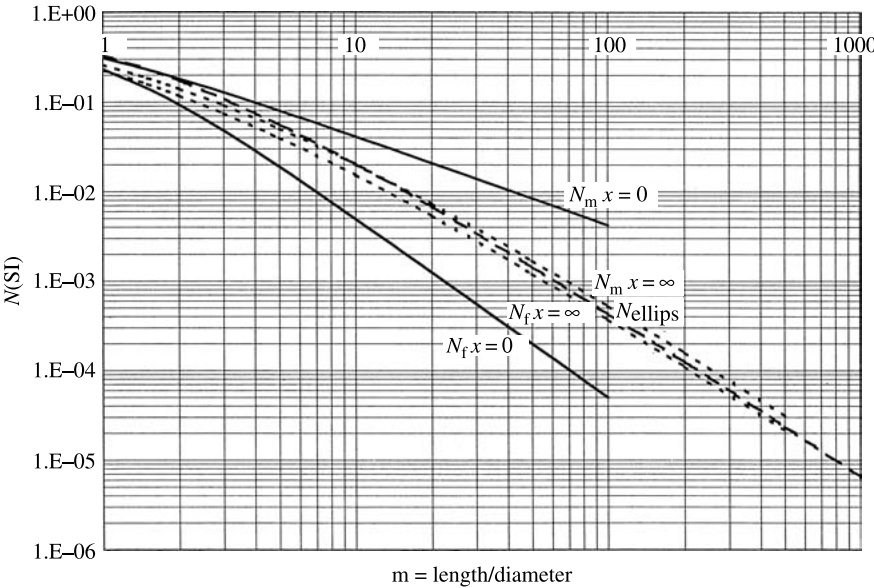 1.E+00
1 10 100 1000
1.E–01
1.E–02
1.E–03
1.E–04
1.E–05
1.E–06
N(SI)
Nm x = 0
Nm x = ∞
Nf x = ∞
Nellips
Nf x = 0
m = length/diameter